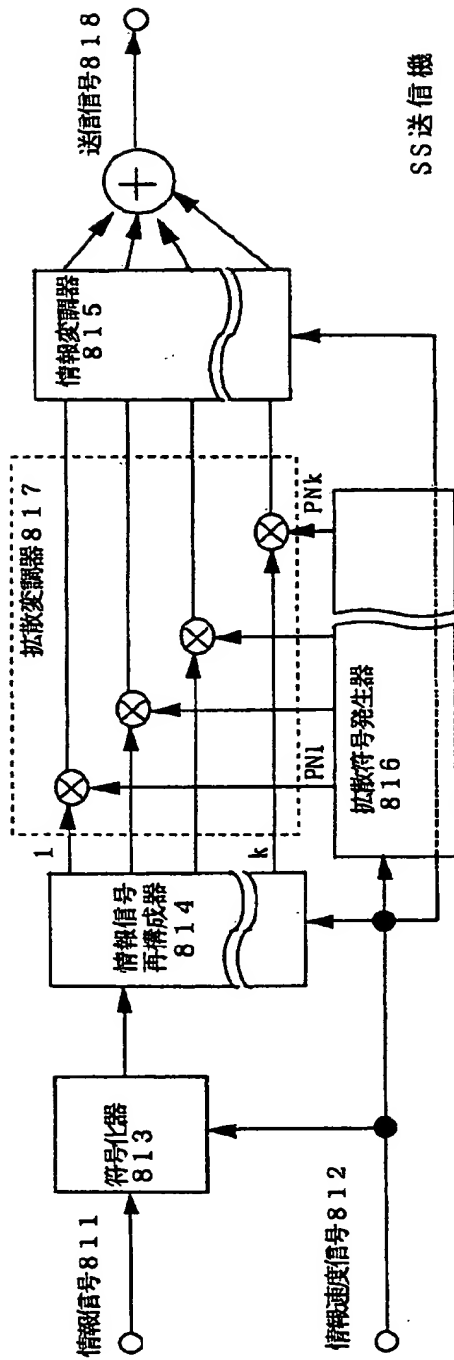 情報信号811
符号化器
813
情報信号
再構成器
814
1
k
拡散変調器817
PN1
PNk
拡散符号発生器
816
情報変調器
815
送信信号818
情報速度信号812
SS送信機